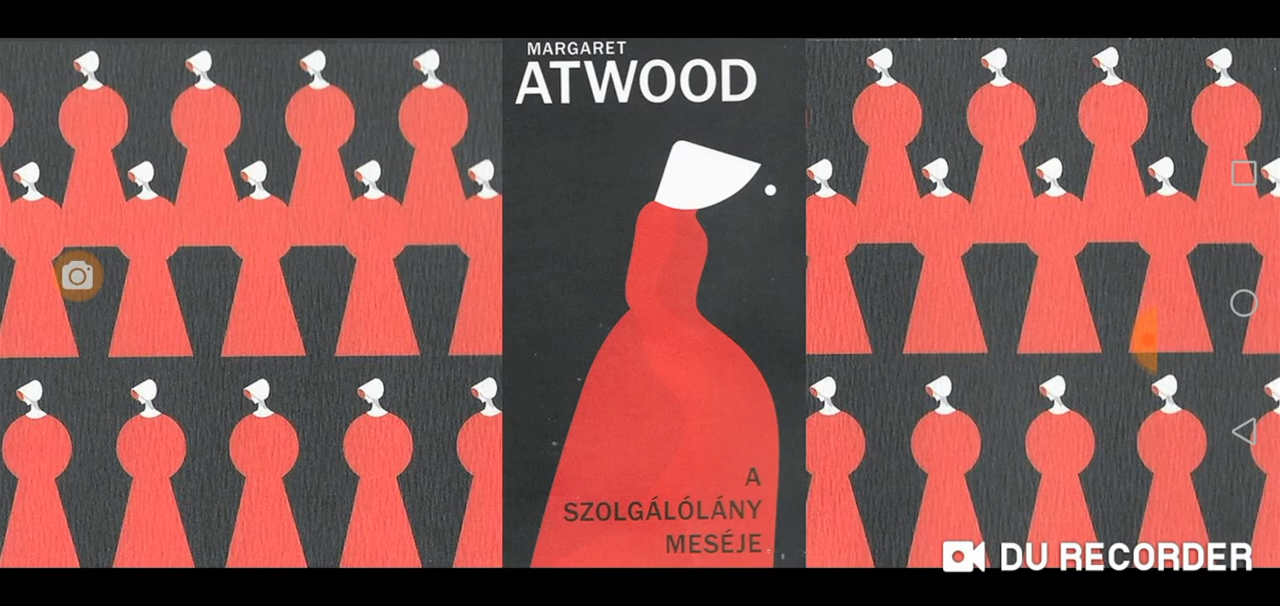 MARGARET
ATWOOD
A
SZOLGÁLÓLÁNY
MESÉJE
DU RECORDER